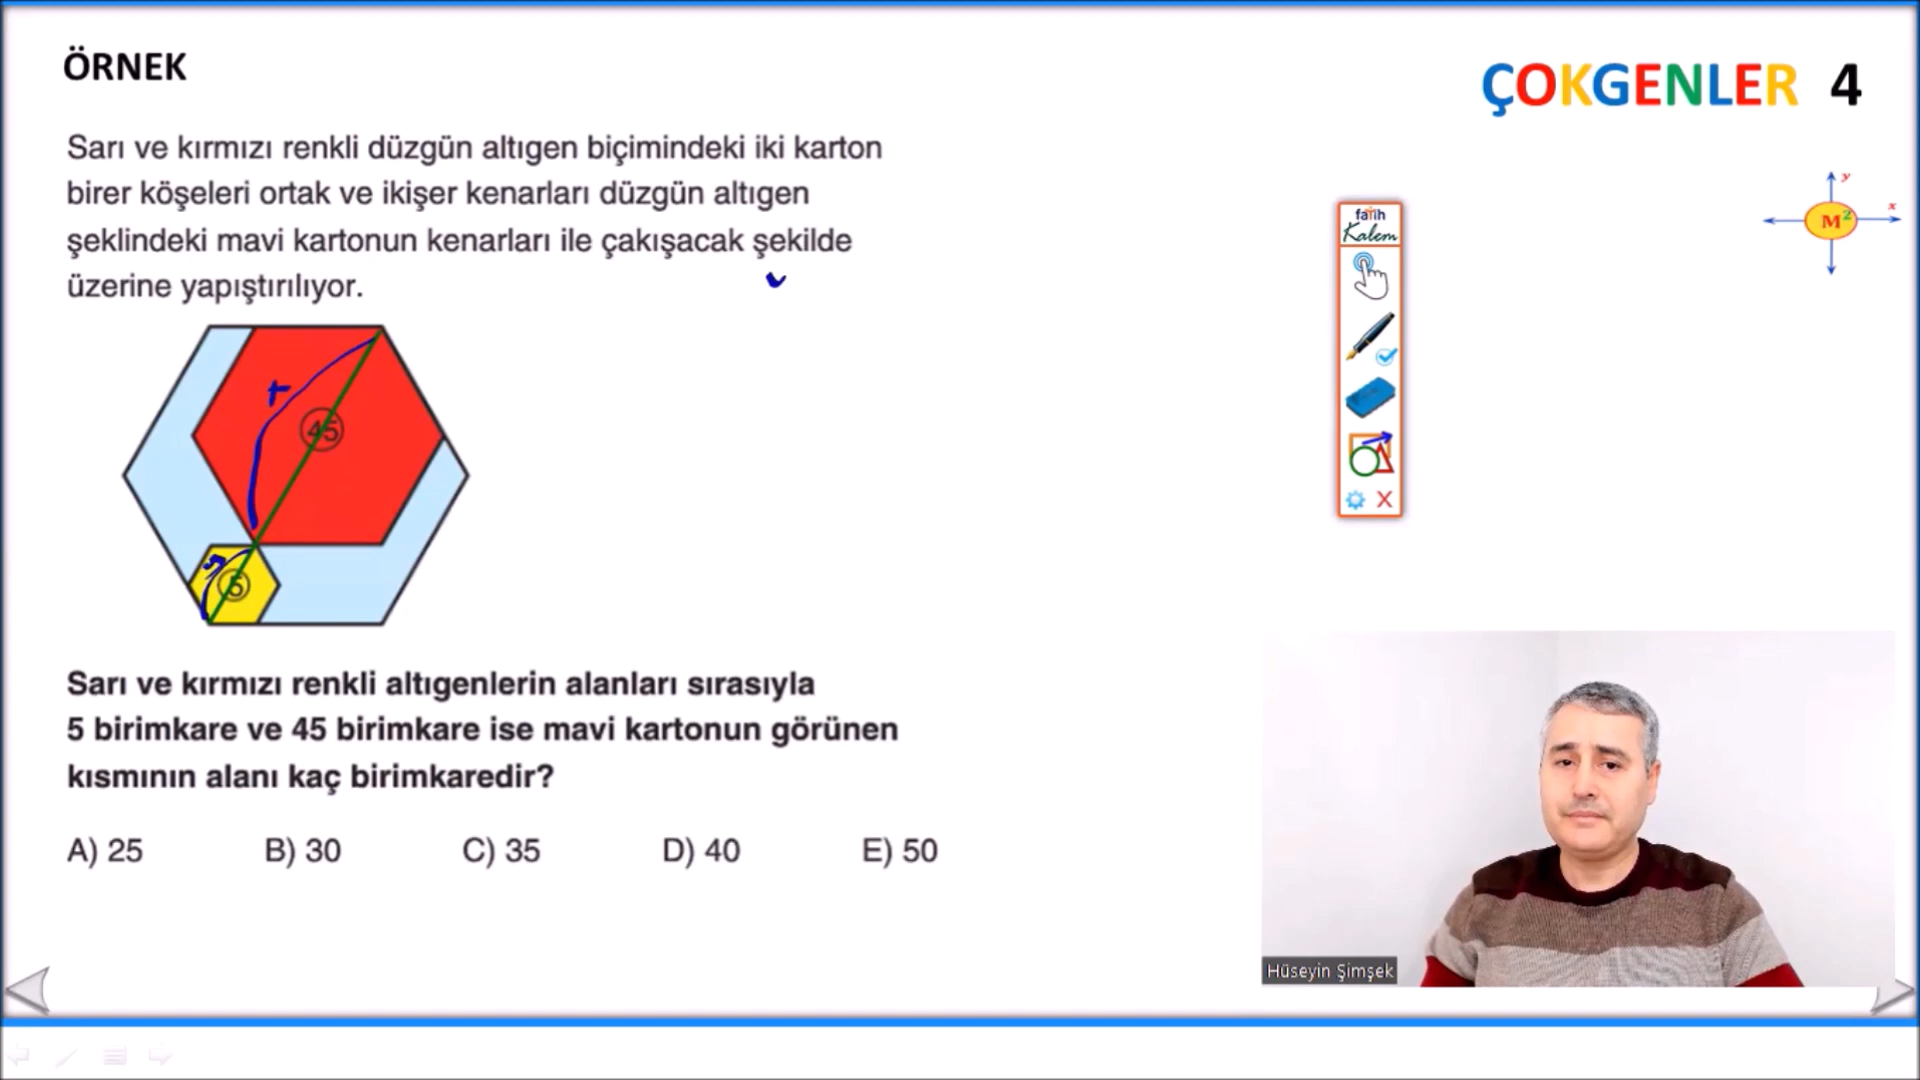 ÖRNEK
ÇOKGENLER 4
Sarı ve kırmızı renkli düzgün altıgen biçimindeki iki karton
birer köşeleri ortak ve ikişer kenarları düzgün altıgen
şeklindeki mavi kartonun kenarları ile çakışacak şekilde
üzerine yapıştırılıyor.
fatih
Kalem
y
x
M²
45
5
Sarı ve kırmızı renkli altıgenlerin alanları sırasıyla
5 birimkare ve 45 birimkare ise mavi kartonun görünen
kısmının alanı kaç birimkaredir?
A) 25 B) 30 C) 35 D) 40 E) 50
Hüseyin Şimşek